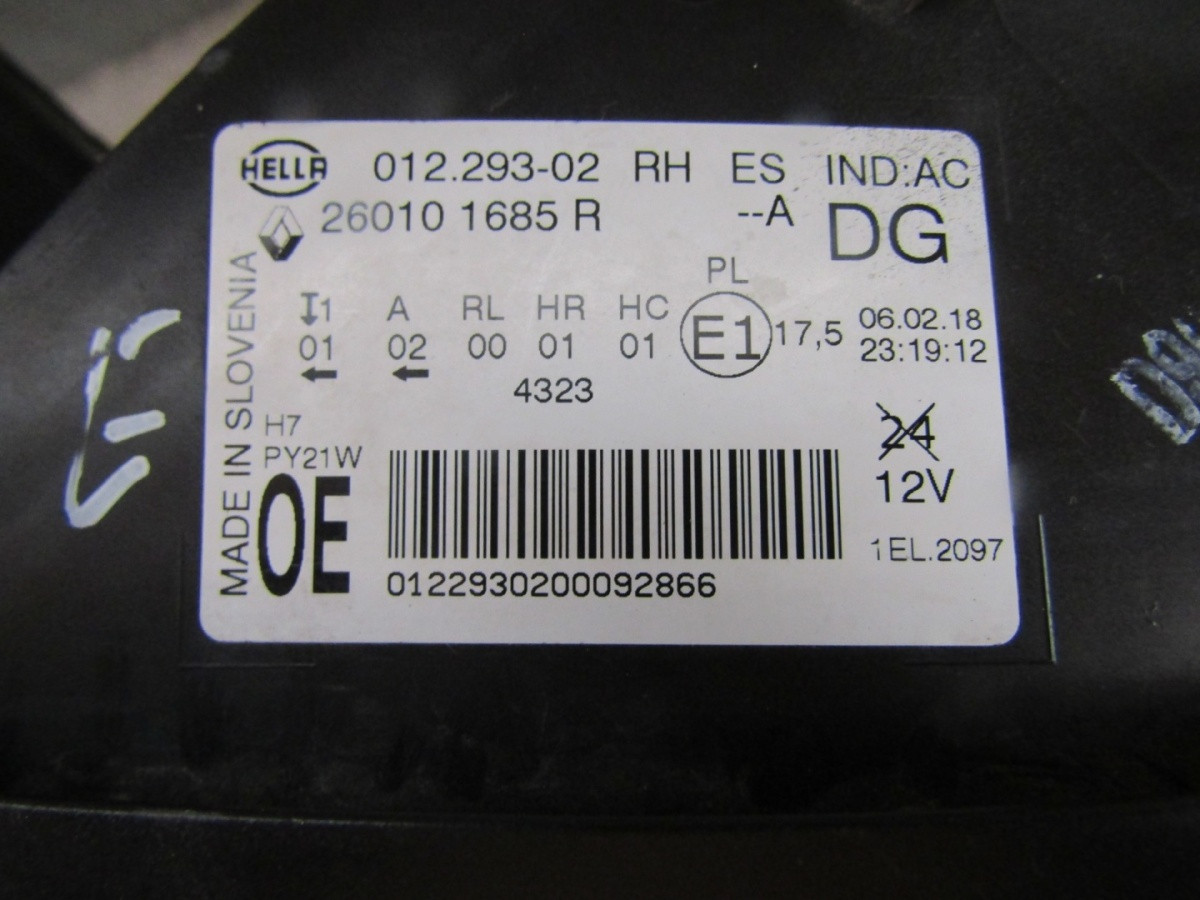 HELLA 012.293-02 RH ES IND:AC
26010 1685 R --A DG
PL
1 A RL HR HC E1 17,5 06.02.18
01 02 00 01 01 23:19:12
4323
H7
PY21W
24
12V
OE
1EL.2097
0122930200092866
MADE IN SLOVENIA